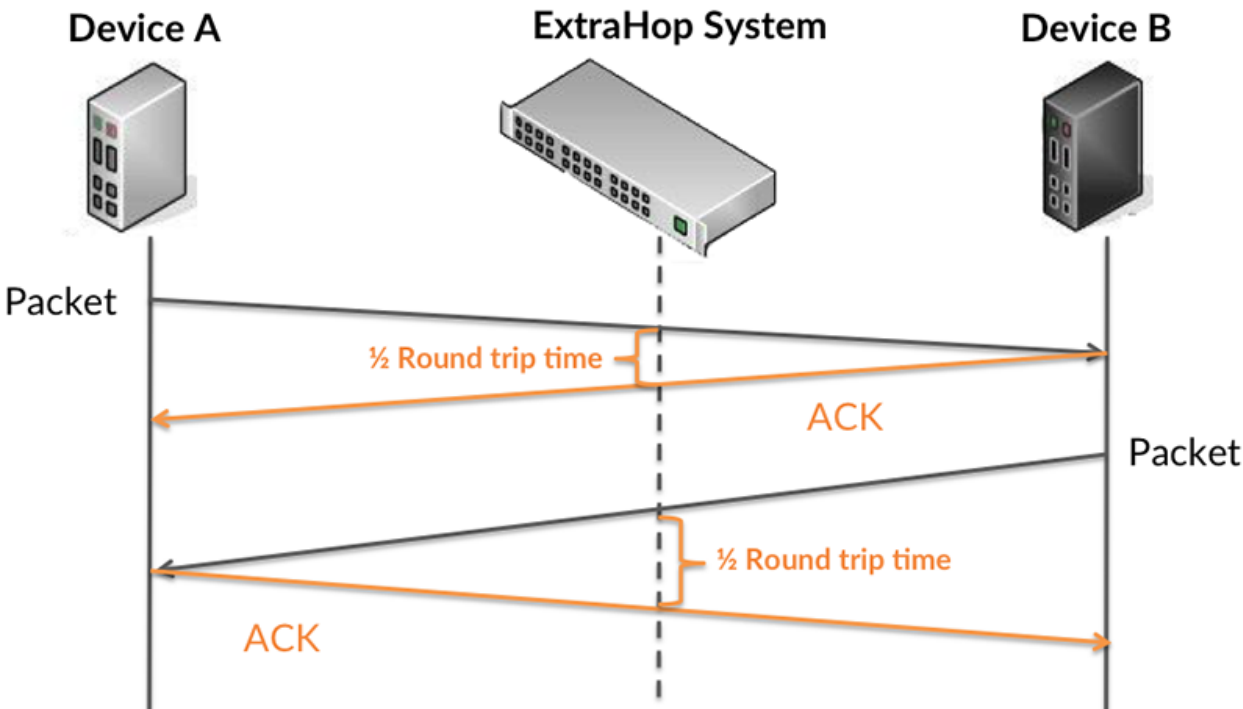 Device A
ExtraHop System
Device B
Packet
½ Round trip time
ACK
Packet
½ Round trip time
ACK